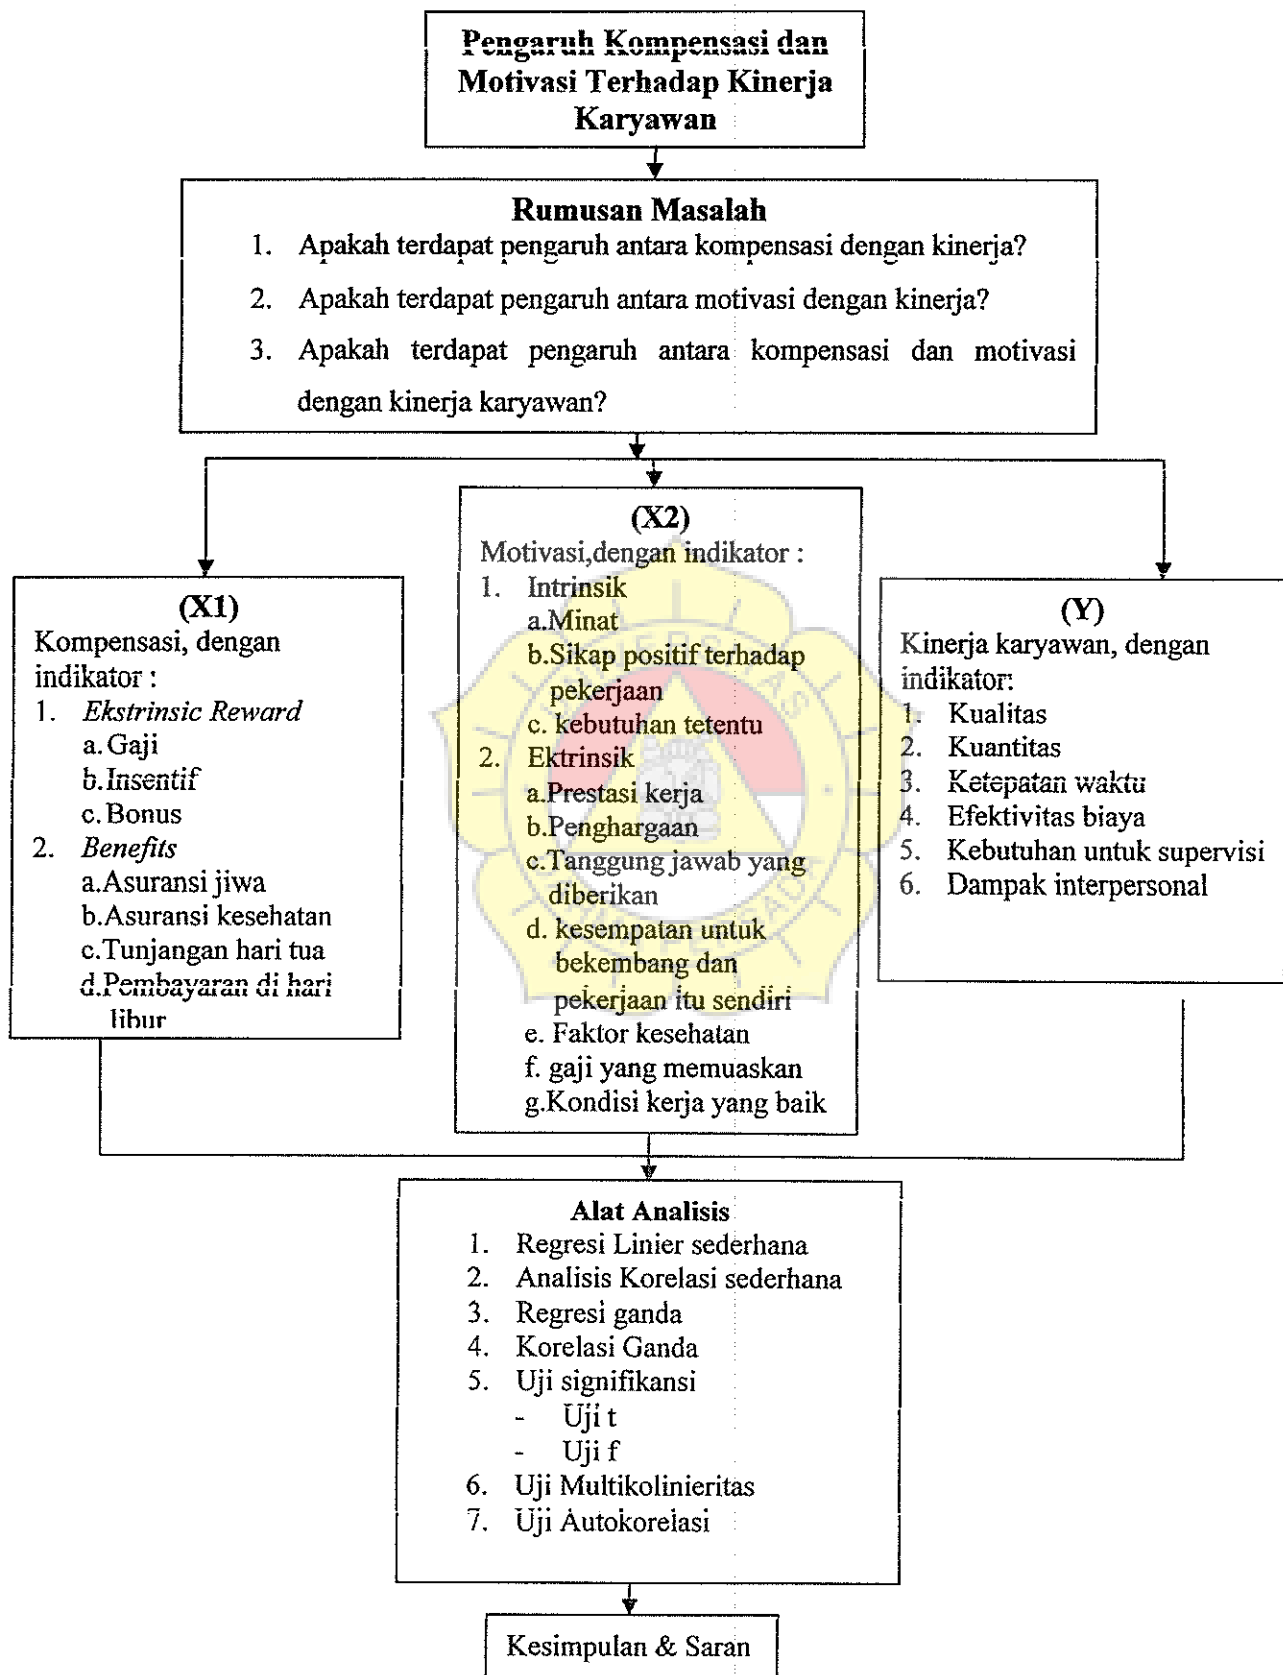 Pengaruh Kompensasi dan
Motivasi Terhadap Kinerja
Karyawan
Rumusan Masalah
1. Apakah terdapat pengaruh antara kompensasi dengan kinerja?
2. Apakah terdapat pengaruh antara motivasi dengan kinerja?
3. Apakah terdapat pengaruh antara kompensasi dan motivasi
dengan kinerja karyawan?
(X1)
Kompensasi, dengan
indikator :
1. Ekstrinsic Reward
a. Gaji
b. Insentif
c. Bonus
2. Benefits
a. Asuransi jiwa
b. Asuransi kesehatan
c. Tunjangan hari tua
d. Pembayaran di hari
libur
(X2)
Motivasi,dengan indikator :
1. Intrinsik
a.Minat
b.Sikap positif terhadap
pekerjaan
c. kebutuhan tetentu
2. Ektrinsik
a.Prestasi kerja
b.Penghargaan
c.Tanggung jawab yang
diberikan
d. kesempatan untuk
bekembang dan
pekerjaan itu sendiri
e. Faktor kesehatan
f. gaji yang memuaskan
g.Kondisi kerja yang baik
(Y)
Kinerja karyawan, dengan
indikator:
1. Kualitas
2. Kuantitas
3. Ketepatan waktu
4. Efektivitas biaya
5. Kebutuhan untuk supervisi
6. Dampak interpersonal
UNIVERSITAS
PERSADA
Alat Analisis
1. Regresi Linier sederhana
2. Analisis Korelasi sederhana
3. Regresi ganda
4. Korelasi Ganda
5. Uji signifikansi
- Uji t
- Uji f
6. Uji Multikolinieritas
7. Uji Autokorelasi
Kesimpulan & Saran